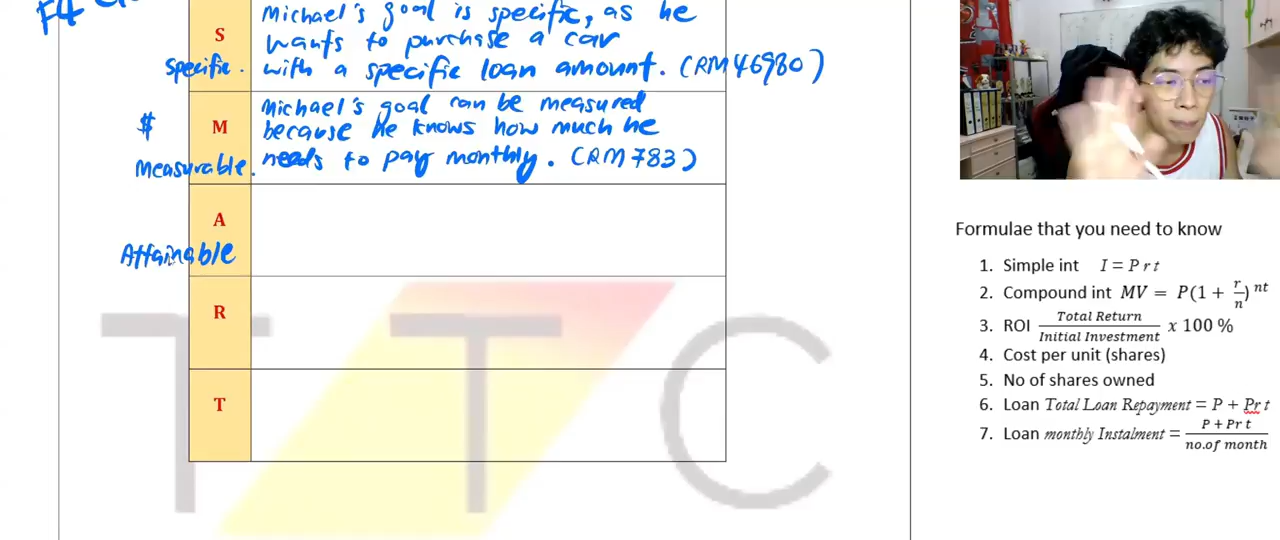 F4
S
Specific.
Michael's goal is specific, as he
wants to purchase a car
with a specific loan amount. (RM46980)
$
M
Measurable.
Michael's goal can be measured
because he knows how much he
needs to pay monthly. (RM783)
A
Attainable
R
T
TTC
Formulae that you need to know
1. Simple int I = P r t
2. Compound int MV = P(1 + r/n)^nt
3. ROI Total Return / Initial Investment x 100 %
4. Cost per unit (shares)
5. No of shares owned
6. Loan Total Loan Repayment = P + Pr t
7. Loan monthly Instalment = P + Pr t / no.of month